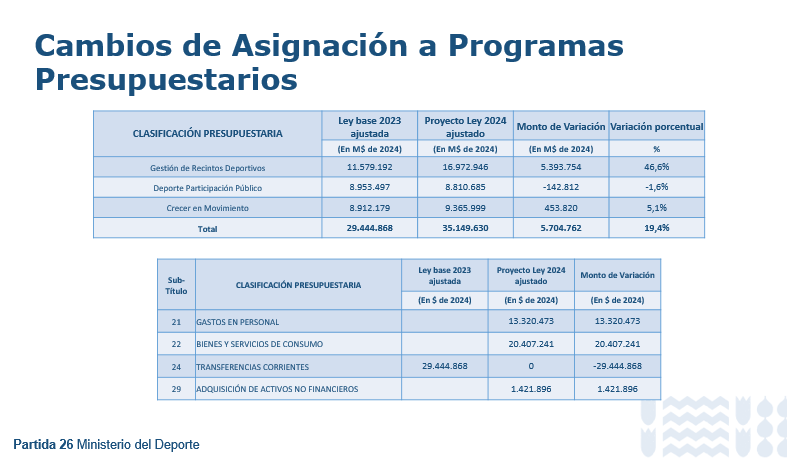 Cambios de Asignación a Programas
Presupuestarios
CLASIFICACIÓN PRESUPUESTARIA Ley base 2023 ajustada Proyecto Ley 2024 ajustado Monto de Variación Variación porcentual
(En M$ de 2024) (En M$ de 2024) (En M$ de 2024) %
Gestión de Recintos Deportivos 11.579.192 16.972.946 5.393.754 46,6%
Deporte Participación Público 8.953.497 8.810.685 -142.812 -1,6%
Crecer en Movimiento 8.912.179 9.365.999 453.820 5,1%
Total 29.444.868 35.149.630 5.704.762 19,4%
Sub-Título CLASIFICACIÓN PRESUPUESTARIA Ley base 2023 ajustada Proyecto Ley 2024 ajustado Monto de Variación
(En $ de 2024) (En $ de 2024) (En $ de 2024)
21 GASTOS EN PERSONAL 13.320.473 13.320.473
22 BIENES Y SERVICIOS DE CONSUMO 20.407.241 20.407.241
24 TRANSFERENCIAS CORRIENTES 29.444.868 0 -29.444.868
29 ADQUISICIÓN DE ACTIVOS NO FINANCIEROS 1.421.896 1.421.896
Partida 26 Ministerio del Deporte